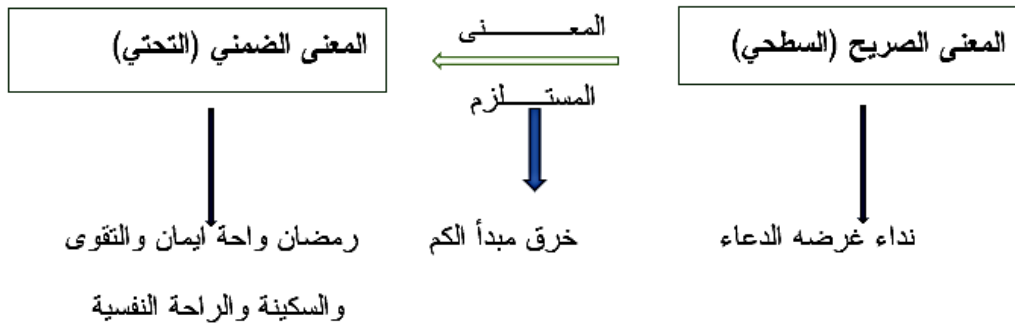 المعنى الصريح (السطحي)
المعـــــــنى
المستــــلزم
المعنى الضمني (التحتي)
نداء غرضه الدعاء
خرق مبدأ الكم
رمضان واحة ايمان والتقوى
والسكينة والراحة النفسية